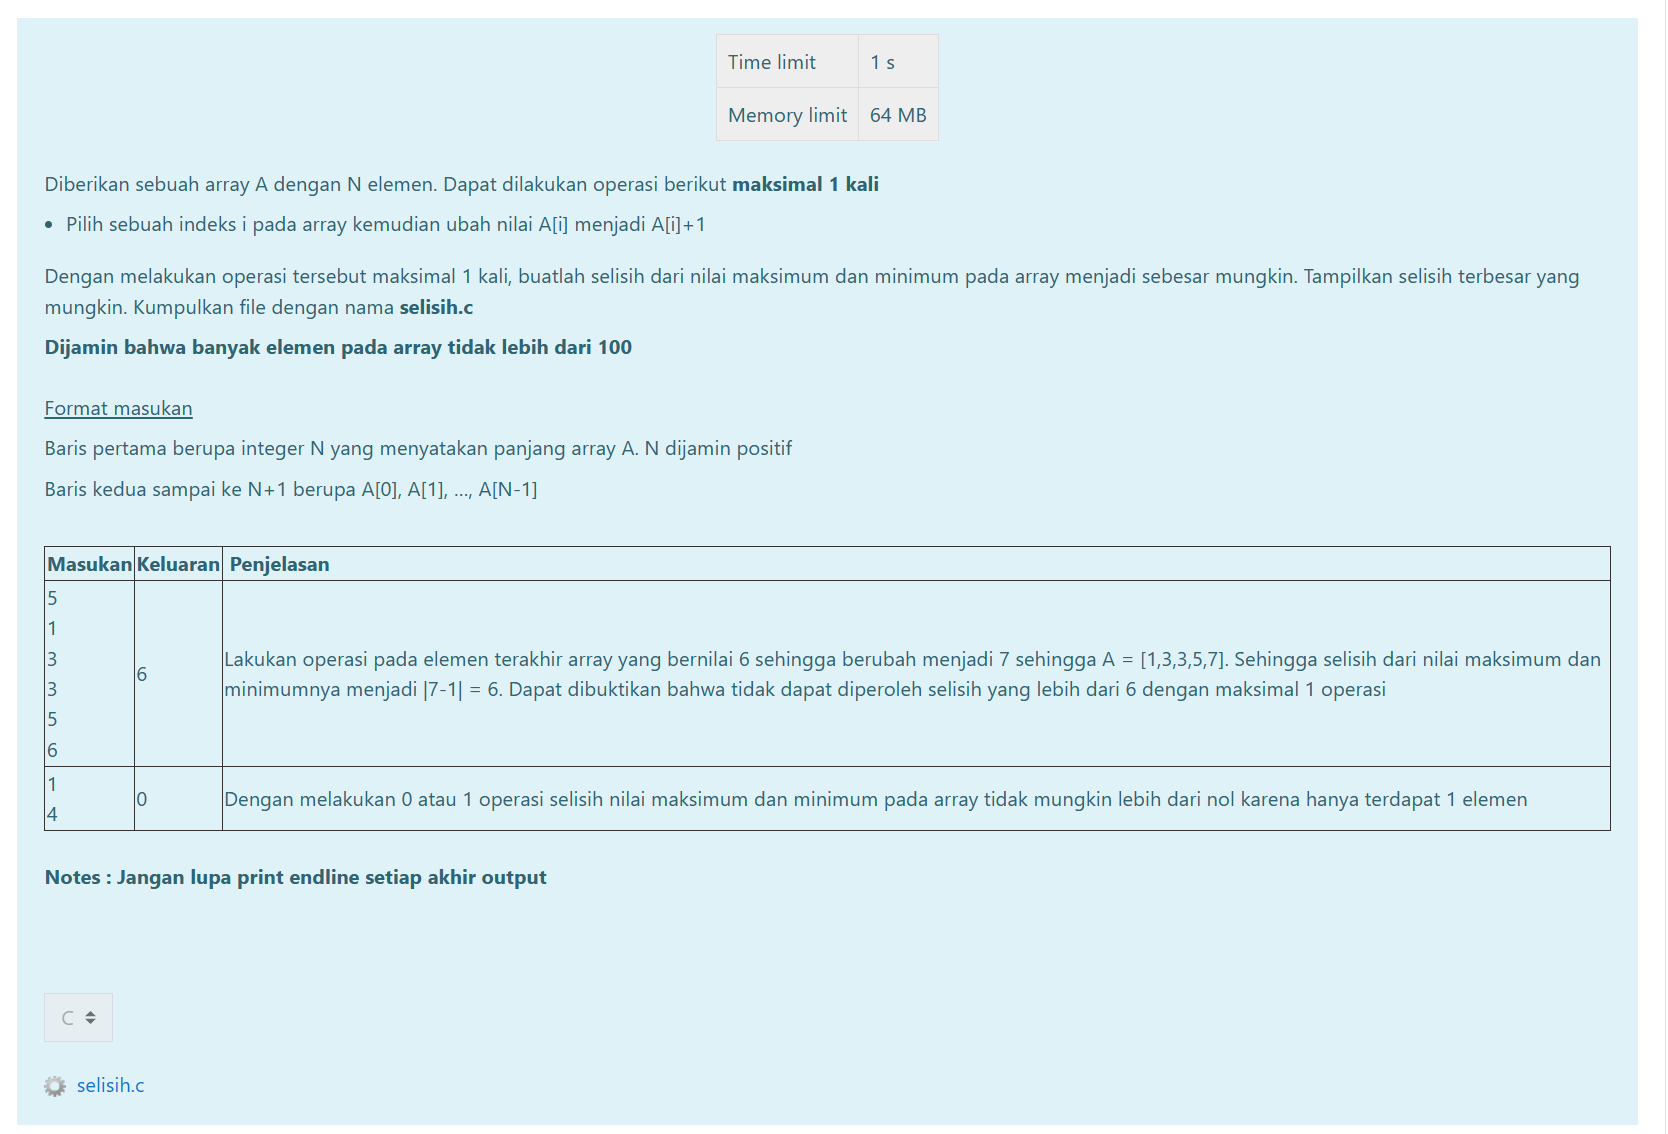 Time limit 1 s
Memory limit 64 MB
Diberikan sebuah array A dengan N elemen. Dapat dilakukan operasi berikut maksimal 1 kali
• Pilih sebuah indeks i pada array kemudian ubah nilai A[i] menjadi A[i]+1
Dengan melakukan operasi tersebut maksimal 1 kali, buatlah selisih dari nilai maksimum dan minimum pada array menjadi sebesar mungkin. Tampilkan selisih terbesar yang
mungkin. Kumpulkan file dengan nama selisih.c
Dijamin bahwa banyak elemen pada array tidak lebih dari 100
Format masukan
Baris pertama berupa integer N yang menyatakan panjang array A. N dijamin positif
Baris kedua sampai ke N+1 berupa A[0], A[1], ..., A[N-1]
Masukan Keluaran Penjelasan
5
1
3
3
5
6
6
Lakukan operasi pada elemen terakhir array yang bernilai 6 sehingga berubah menjadi 7 sehingga A = [1,3,3,5,7]. Sehingga selisih dari nilai maksimum dan
minimumnya menjadi |7-1| = 6. Dapat dibuktikan bahwa tidak dapat diperoleh selisih yang lebih dari 6 dengan maksimal 1 operasi
1
4
0
Dengan melakukan 0 atau 1 operasi selisih nilai maksimum dan minimum pada array tidak mungkin lebih dari nol karena hanya terdapat 1 elemen
Notes : Jangan lupa print endline setiap akhir output
C
selisih.c